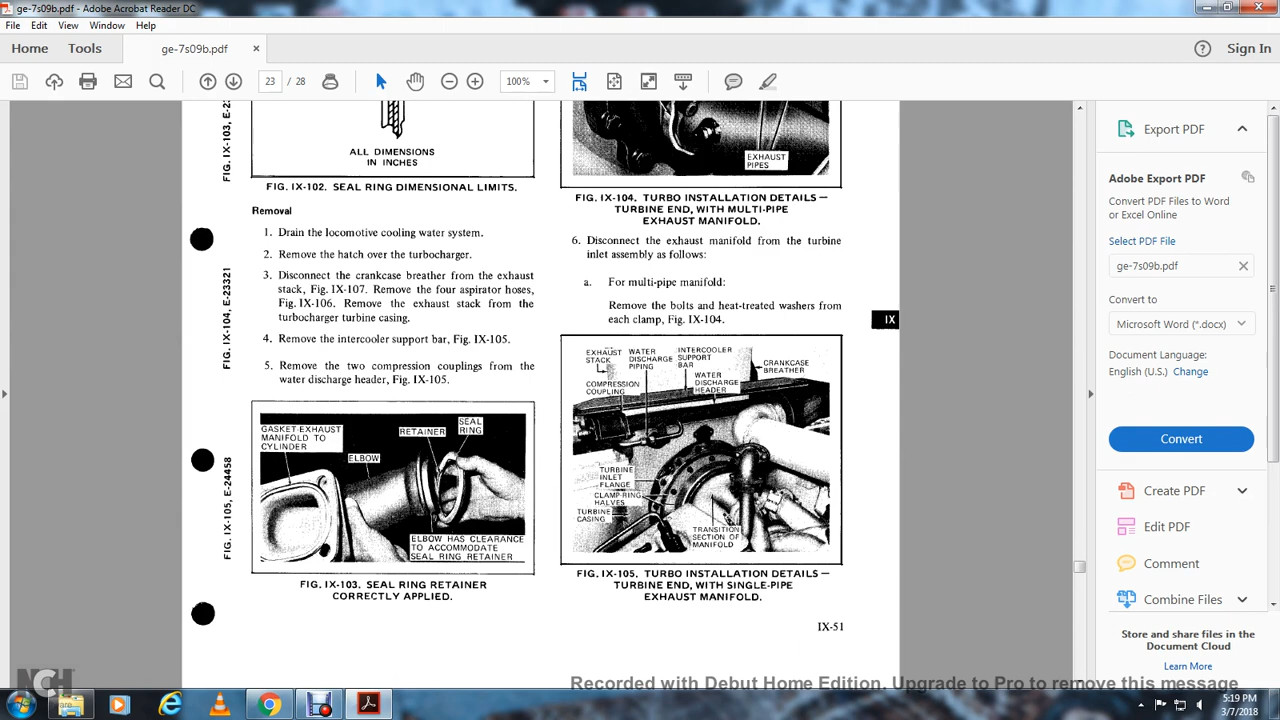 ge-7s09b.pdf - Adobe Acrobat Reader DC
File Edit View Window Help
Home Tools ge-7s09b.pdf × Sign In
23 / 28 100%
FIG. IX-103, E-2
ALL DIMENSIONS
IN INCHES
FIG. IX-102. SEAL RING DIMENSIONAL LIMITS.
Removal
1. Drain the locomotive cooling water system.
2. Remove the hatch over the turbocharger.
3. Disconnect the crankcase breather from the exhaust
stack, Fig. IX-107. Remove the four aspirator hoses,
Fig. IX-106. Remove the exhaust stack from the
turbocharger turbine casing.
4. Remove the intercooler support bar, Fig. IX-105.
5. Remove the two compression couplings from the
water discharge header, Fig. IX-105.
FIG. IX-104, E-23321
GASKET-EXHAUST
MANIFOLD TO
CYLINDER
ELBOW
RETAINER
SEAL
RING
ELBOW HAS CLEARANCE
TO ACCOMMODATE
SEAL RING RETAINER
FIG. IX-105, E-24458
FIG. IX-103. SEAL RING RETAINER
CORRECTLY APPLIED.
EXHAUST
PIPES
FIG. IX-104. TURBO INSTALLATION DETAILS —
TURBINE END, WITH MULTI-PIPE
EXHAUST MANIFOLD.
6. Disconnect the exhaust manifold from the turbine
inlet assembly as follows:
a. For multi-pipe manifold:
Remove the bolts and heat-treated washers from
each clamp, Fig. IX-104.
IX
EXHAUST
STACK
WATER
DISCHARGE
PIPING
INTERCOOLER
SUPPORT
BAR
CRANKCASE
BREATHER
COMPRESSION
COUPLING
WATER
DISCHARGE
HEADER
TURBINE
INLET
FLANGE
CLAMP-RING
HALVES
TURBINE
CASING
TRANSITION
SECTION OF
MANIFOLD
FIG. IX-105. TURBO INSTALLATION DETAILS —
TURBINE END, WITH SINGLE-PIPE
EXHAUST MANIFOLD.
IX-51
Export PDF
Adobe Export PDF
Convert PDF Files to Word
or Excel Online
Select PDF File
ge-7s09b.pdf
Convert to
Microsoft Word (*.docx)
Document Language:
English (U.S.) Change
Convert
Create PDF
Edit PDF
Comment
Combine Files
Store and share files in the
Document Cloud
Learn More
NCH
Recorded with Debut Home Edition. Upgrade to Pro to remove this message
5:19 PM
3/7/2018